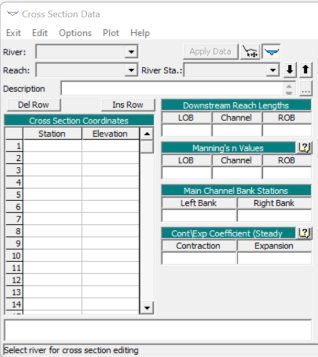 Cross Section Data
Exit Edit Options Plot Help
River: Apply Data
Reach: River Sta.:
Description ...
Del Row Ins Row
Cross Section Coordinates
Station Elevation
1
2
3
4
5
6
7
8
9
10
11
12
13
14
Downstream Reach Lengths
LOB Channel ROB
Manning's n Values
LOB Channel ROB
Main Channel Bank Stations
Left Bank Right Bank
Cont\Exp Coefficient (Steady
Contraction Expansion
Select river for cross section editing